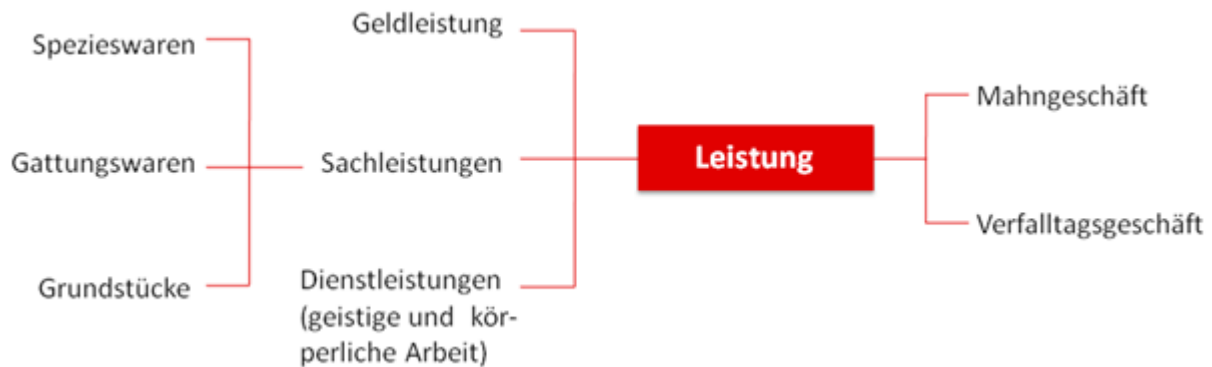 Geldleistung
Spezieswaren
Mahngeschäft
Gattungswaren
Sachleistungen
Leistung
Verfalltagsgeschäft
Grundstücke
Dienstleistungen
(geistige und kör-
perliche Arbeit)